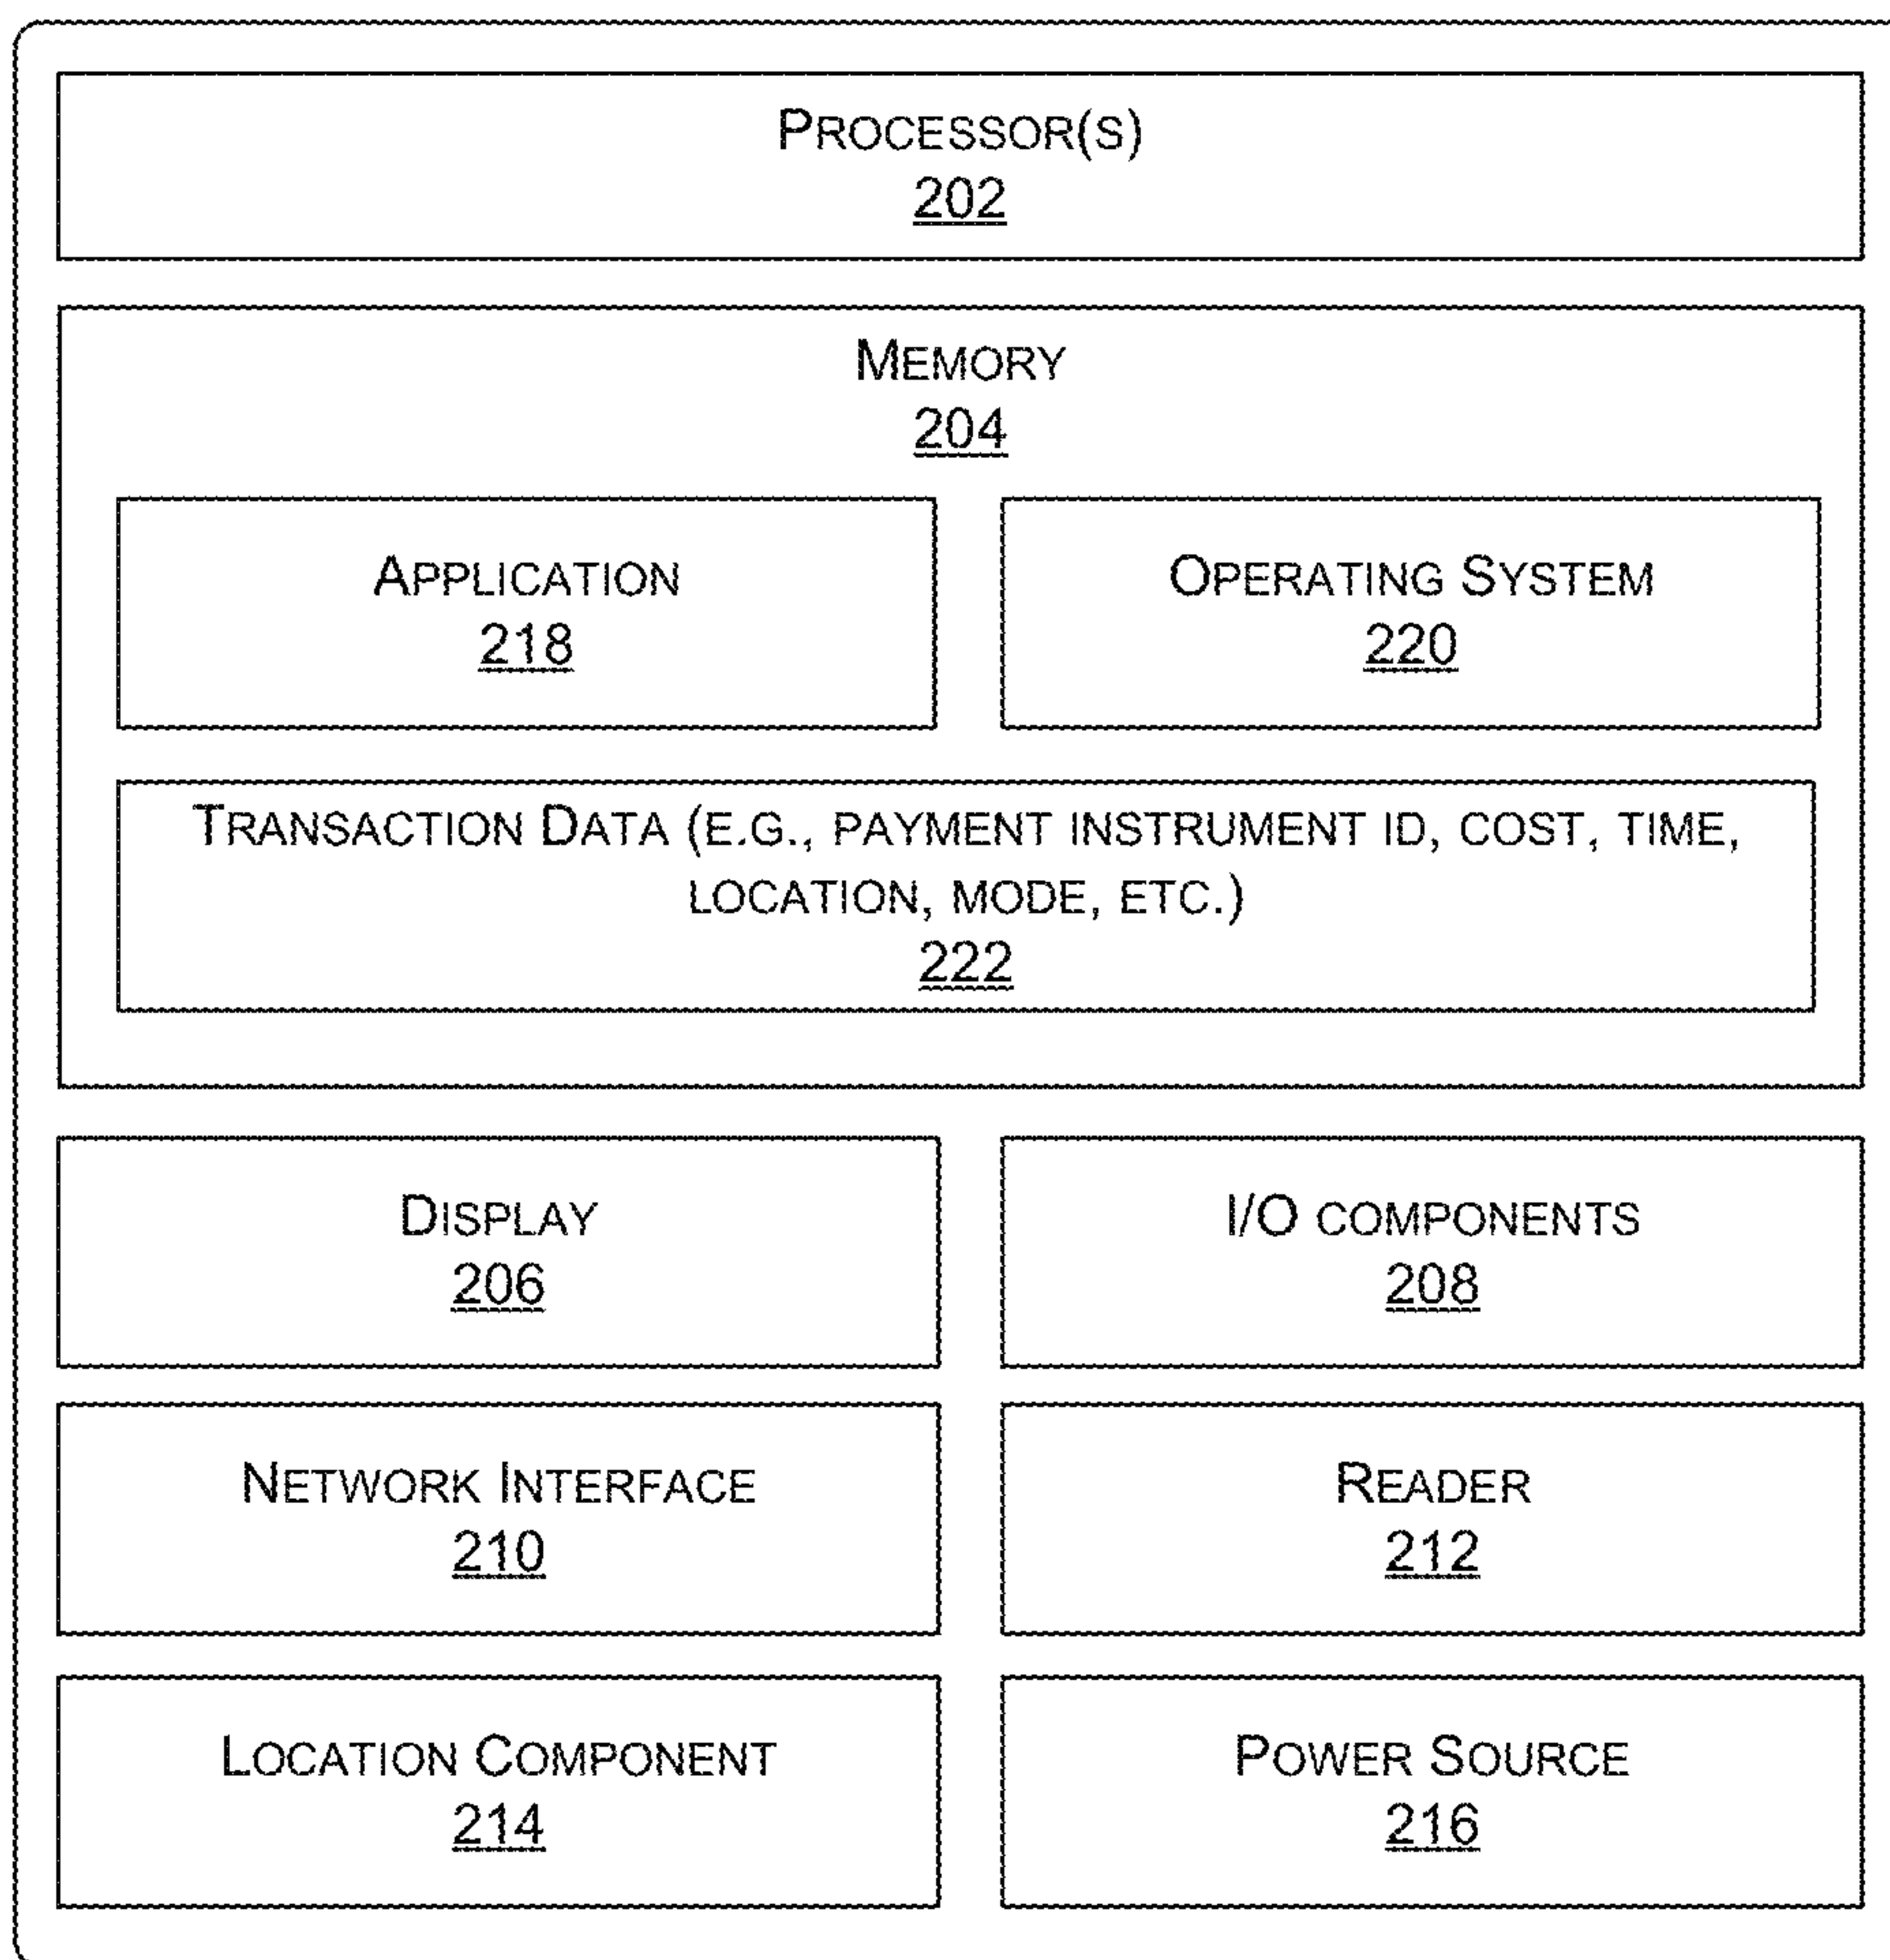 PROCESSOR(S)
202
MEMORY
204
APPLICATION
218
OPERATING SYSTEM
220
TRANSACTION DATA (E.G., PAYMENT INSTRUMENT ID, COST, TIME,
LOCATION, MODE, ETC.)
222
DISPLAY
206
I/O COMPONENTS
208
NETWORK INTERFACE
210
READER
212
LOCATION COMPONENT
214
POWER SOURCE
216